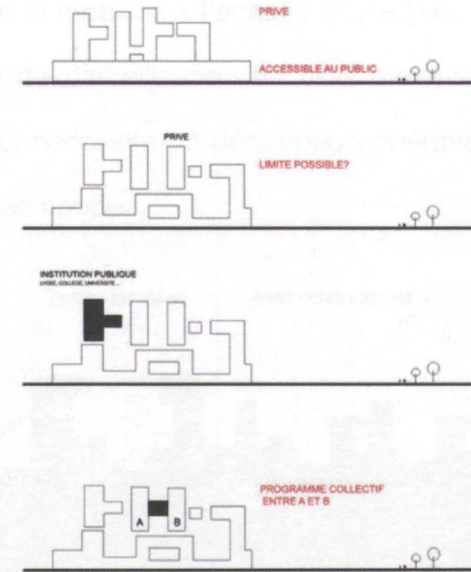 PRIVE
ACCESSIBLE AU PUBLIC
PRIVE
LIMITE POSSIBLE?
INSTITUTION PUBLIQUE
LYCEE, COLLEGE, UNIVERSITE...
PROGRAMME COLLECTIF
ENTRE A ET B
A B